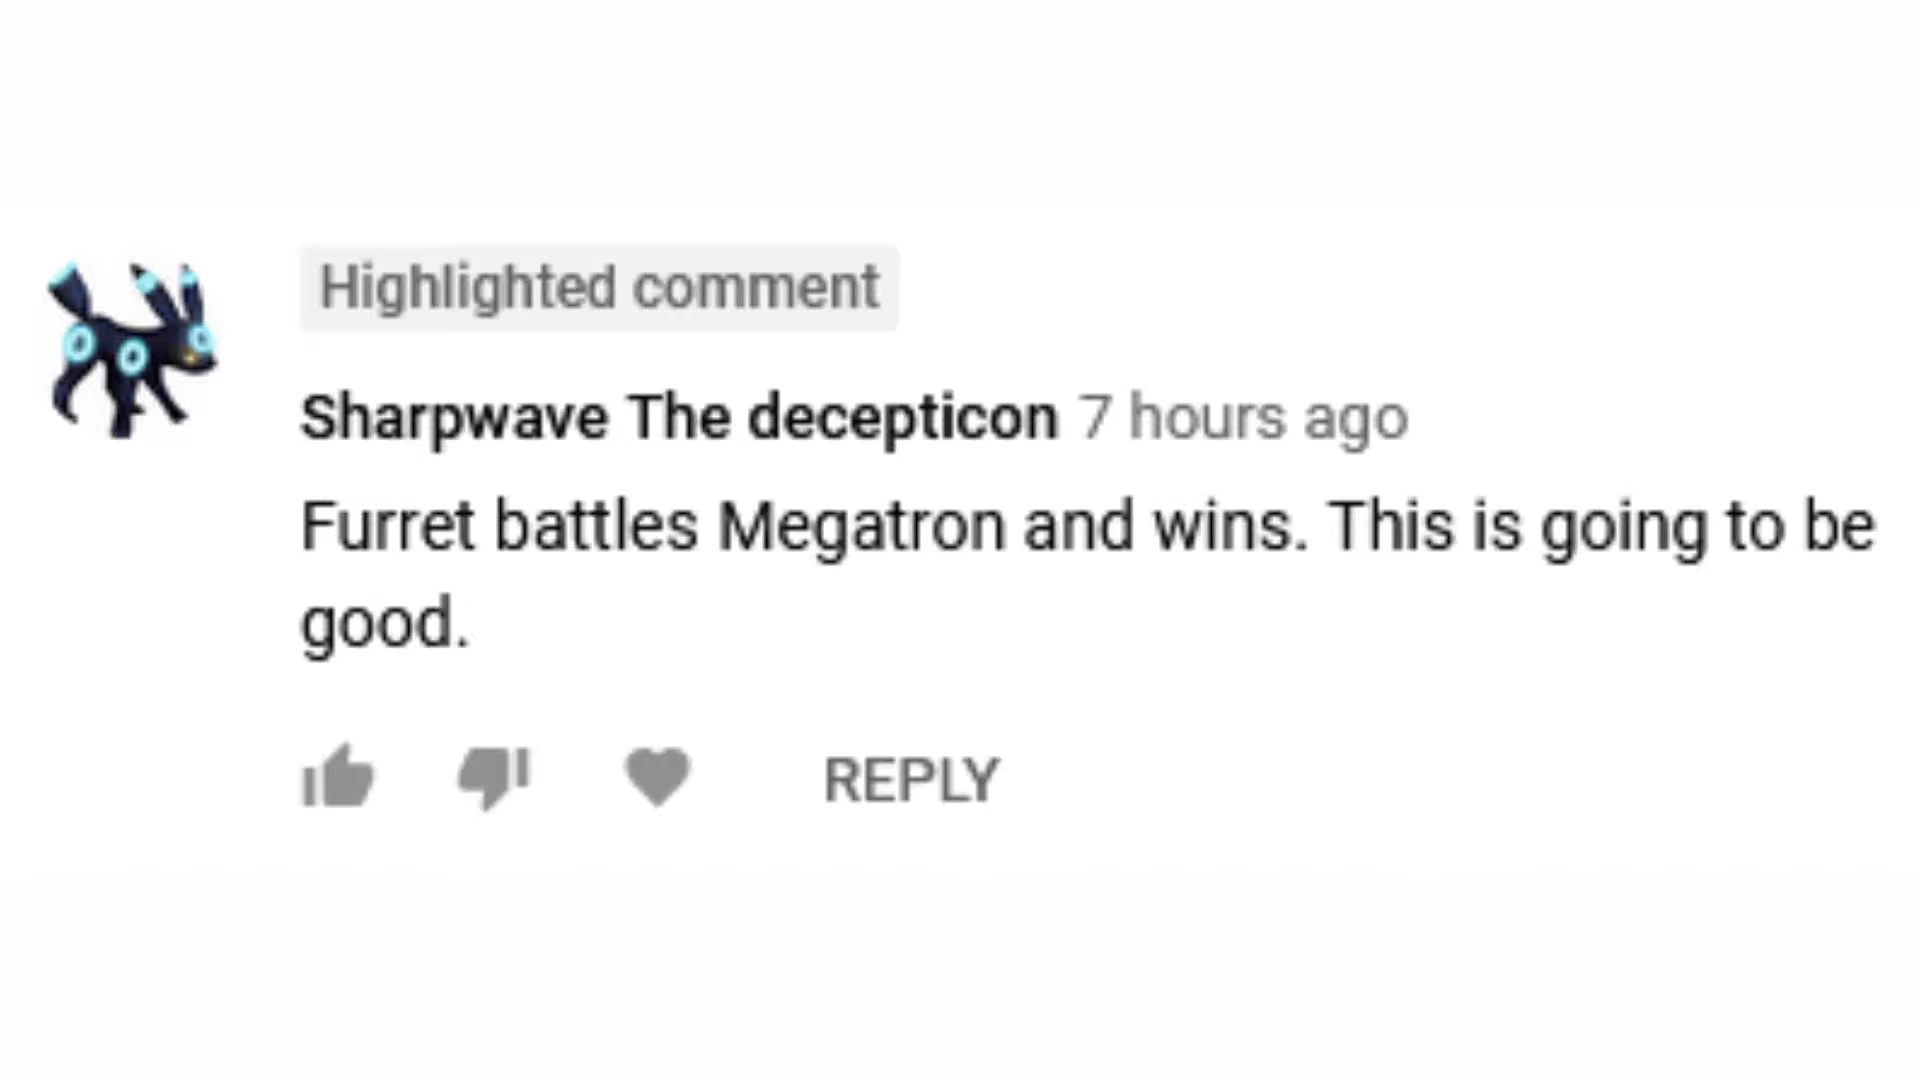 Highlighted comment
Sharpwave The decepticon 7 hours ago
Furret battles Megatron and wins. This is going to be
good.
REPLY